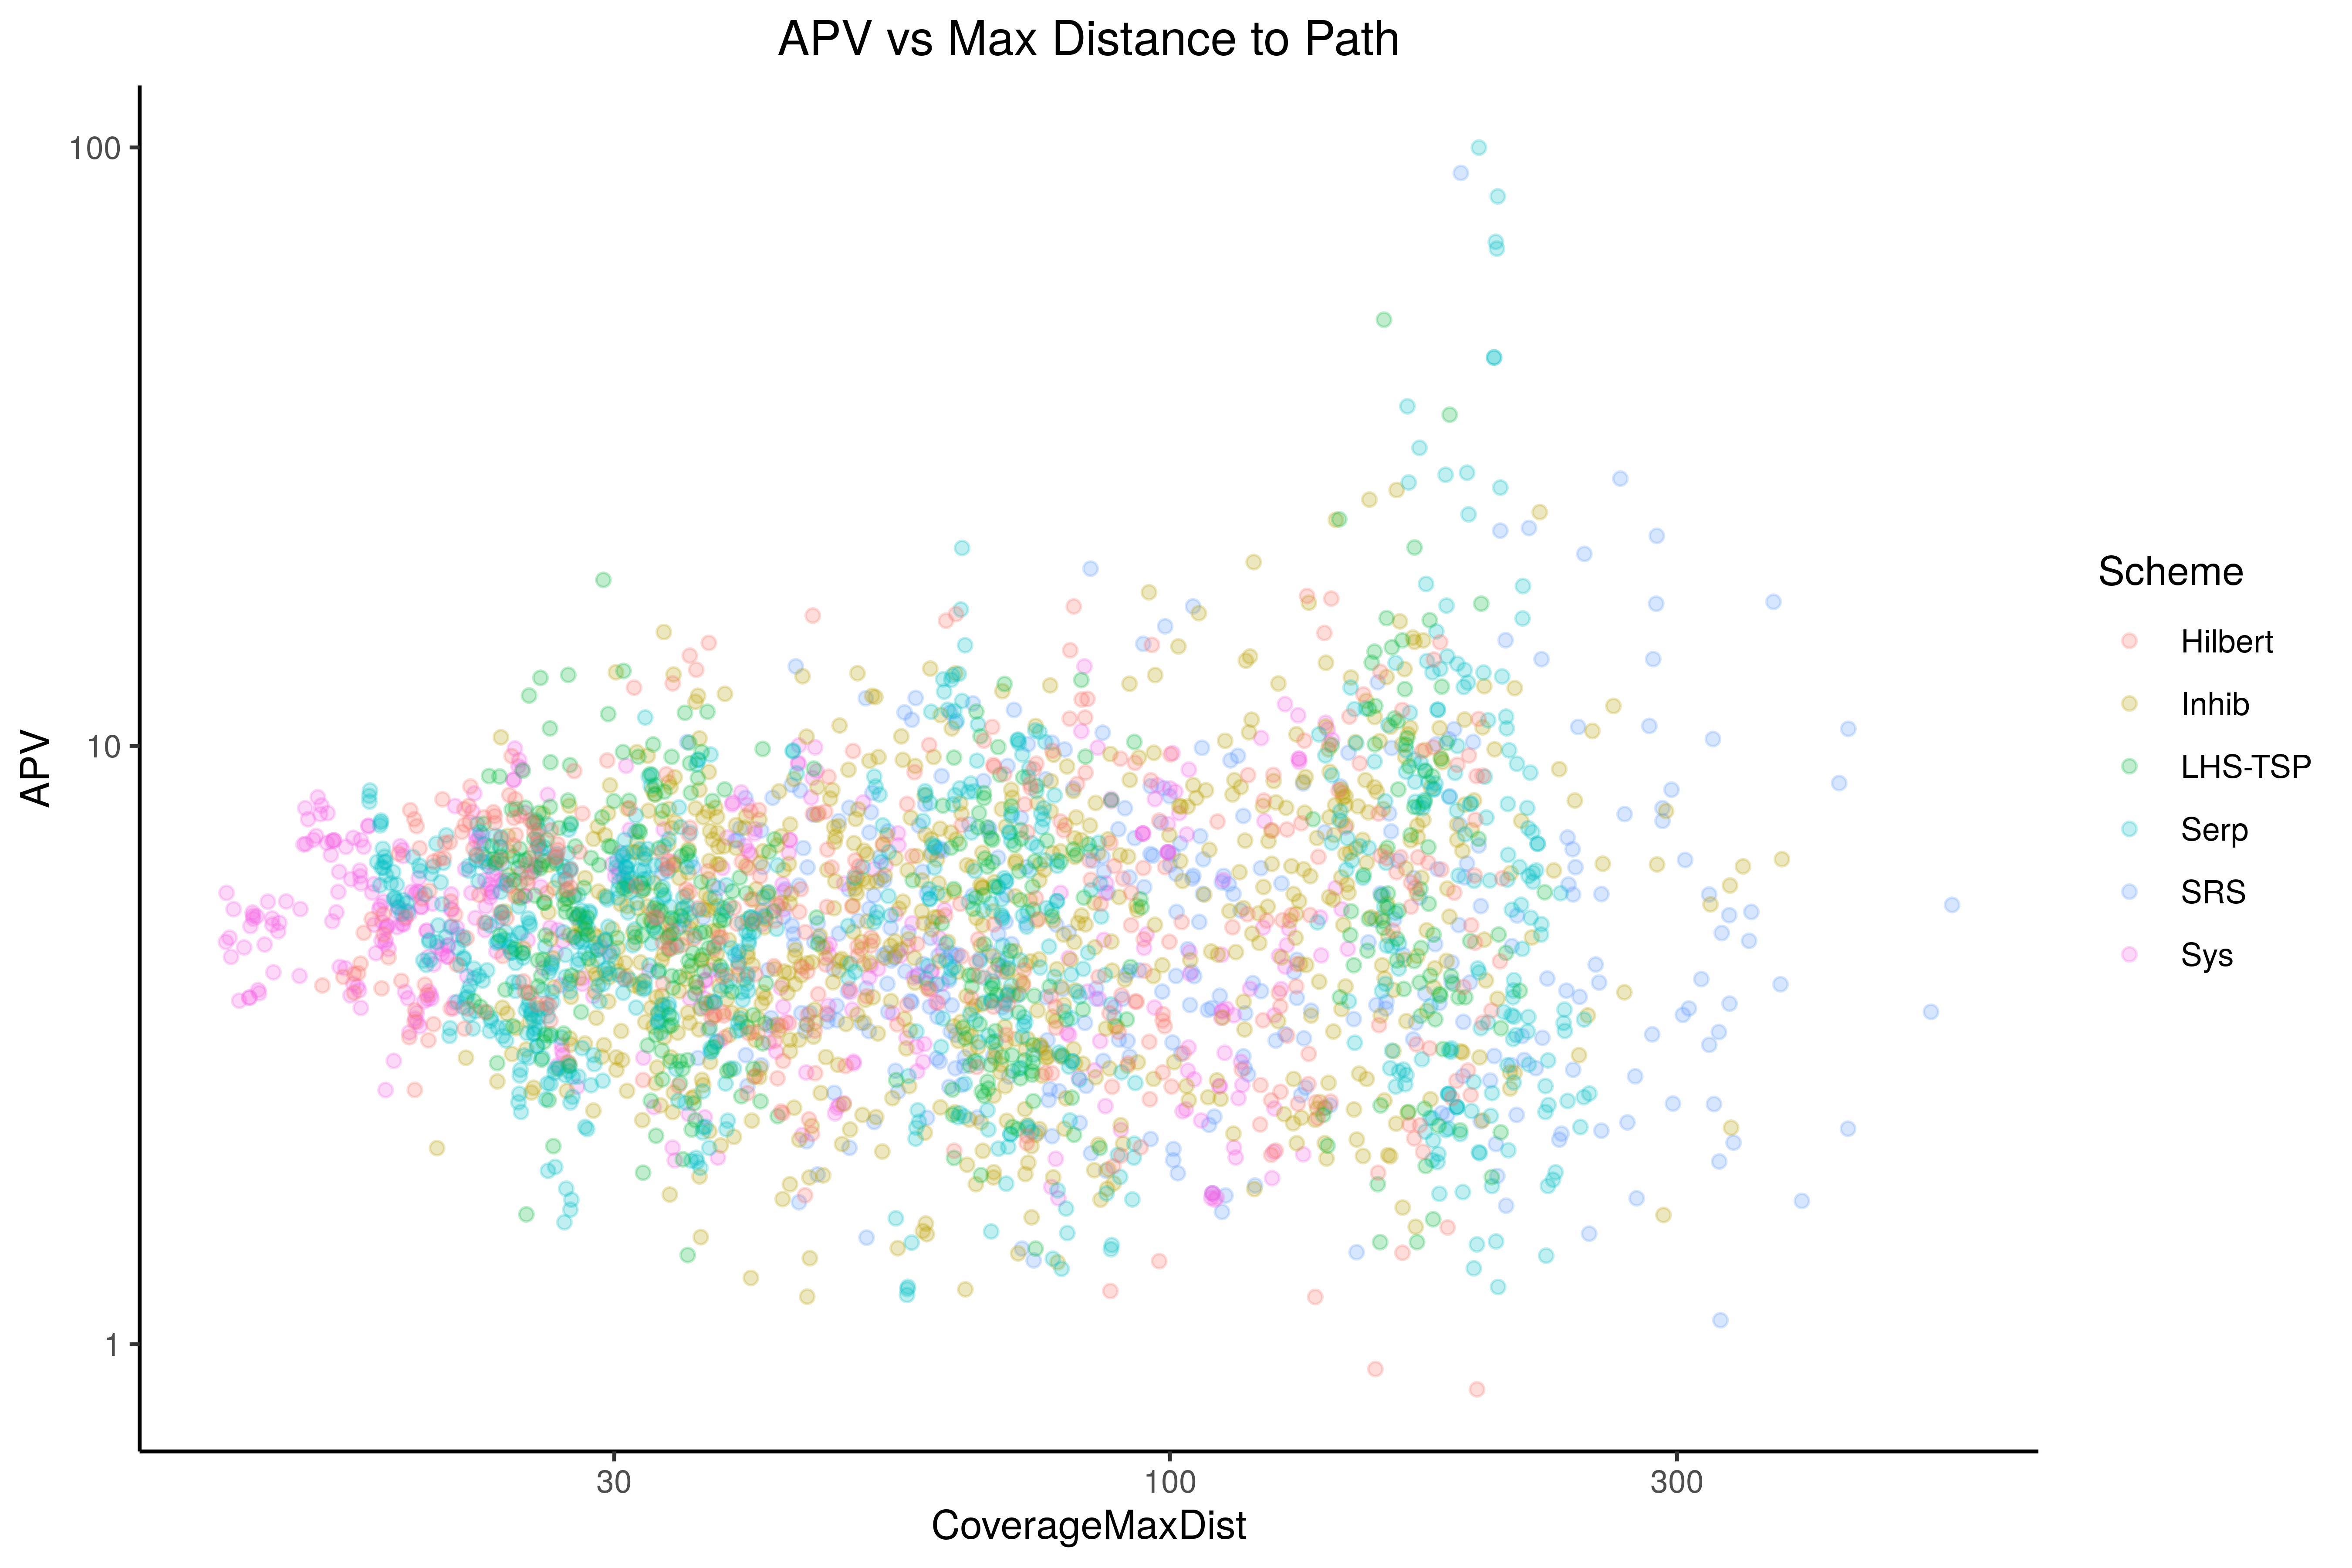 APV vs Max Distance to Path
100
10
1
APV
30
100
300
CoverageMaxDist
Scheme
Hilbert
Inhib
LHS-TSP
Serp
SRS
Sys